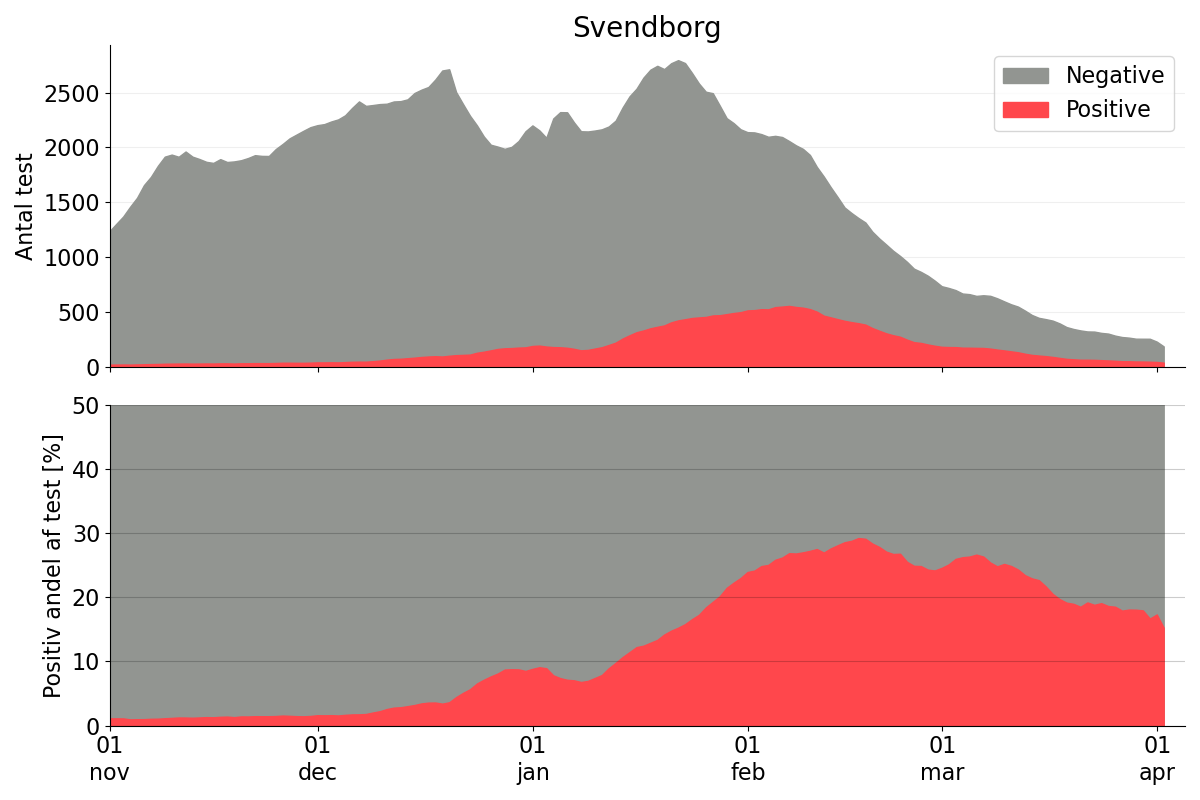 Svendborg
Antal test
2500
2000
1500
1000
500
0
Negative
Positive
Positiv andel af test [%]
50
40
30
20
10
0
01 01 01 01 01 01
nov dec jan feb mar apr